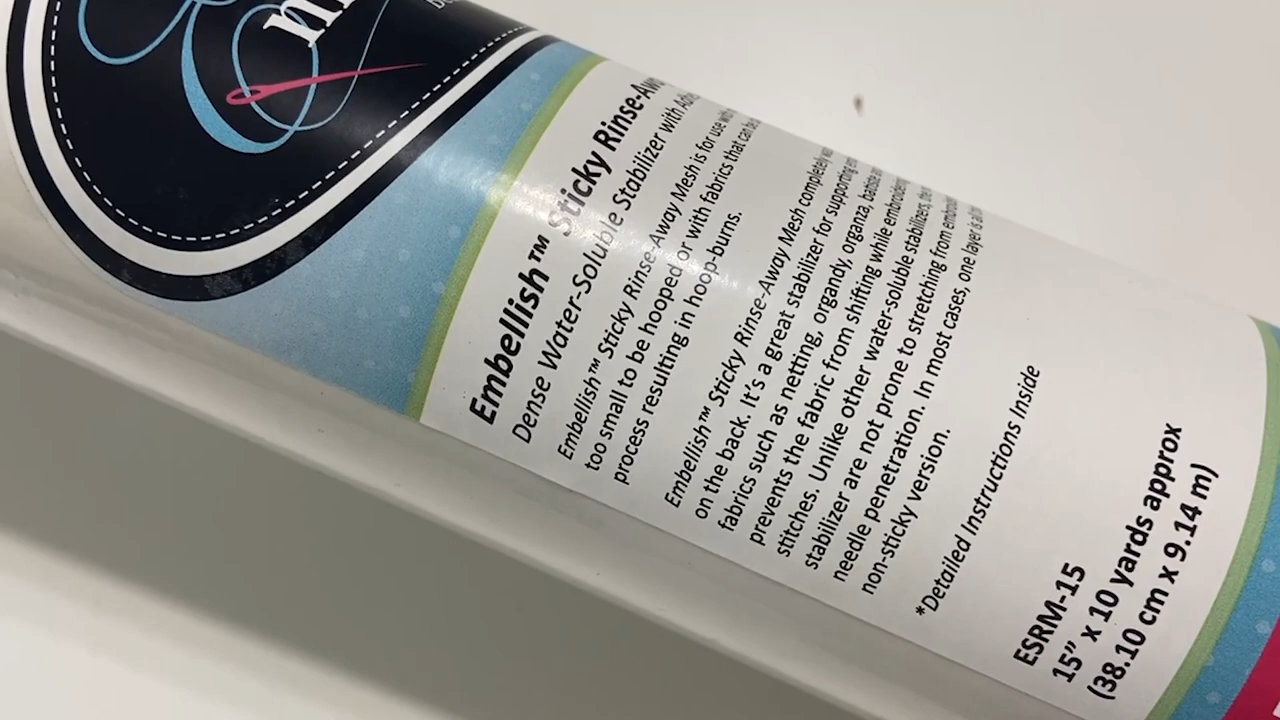 Embellish™ Sticky Rinse-Away
Dense Water-Soluble Stabilizer with
Embellish™ Sticky Rinse-Away Mesh is for use with
too small to be hooped or with fabrics that can be
process resulting in hoop-burns.
Embellish™ Sticky Rinse-Away Mesh completely
on the back. It's a great stabilizer for supporting
fabrics such as netting, organdy, organza, batiste
prevents the fabric from shifting while embroidering
stitches. Unlike other water-soluble stabilizers, the
stabilizer are not prone to stretching from
needle penetration. In most cases, one layer is
non-sticky version.
*Detailed Instructions Inside
ESRM-15
15” x 10 yards approx
(38.10 cm x 9.14 m)